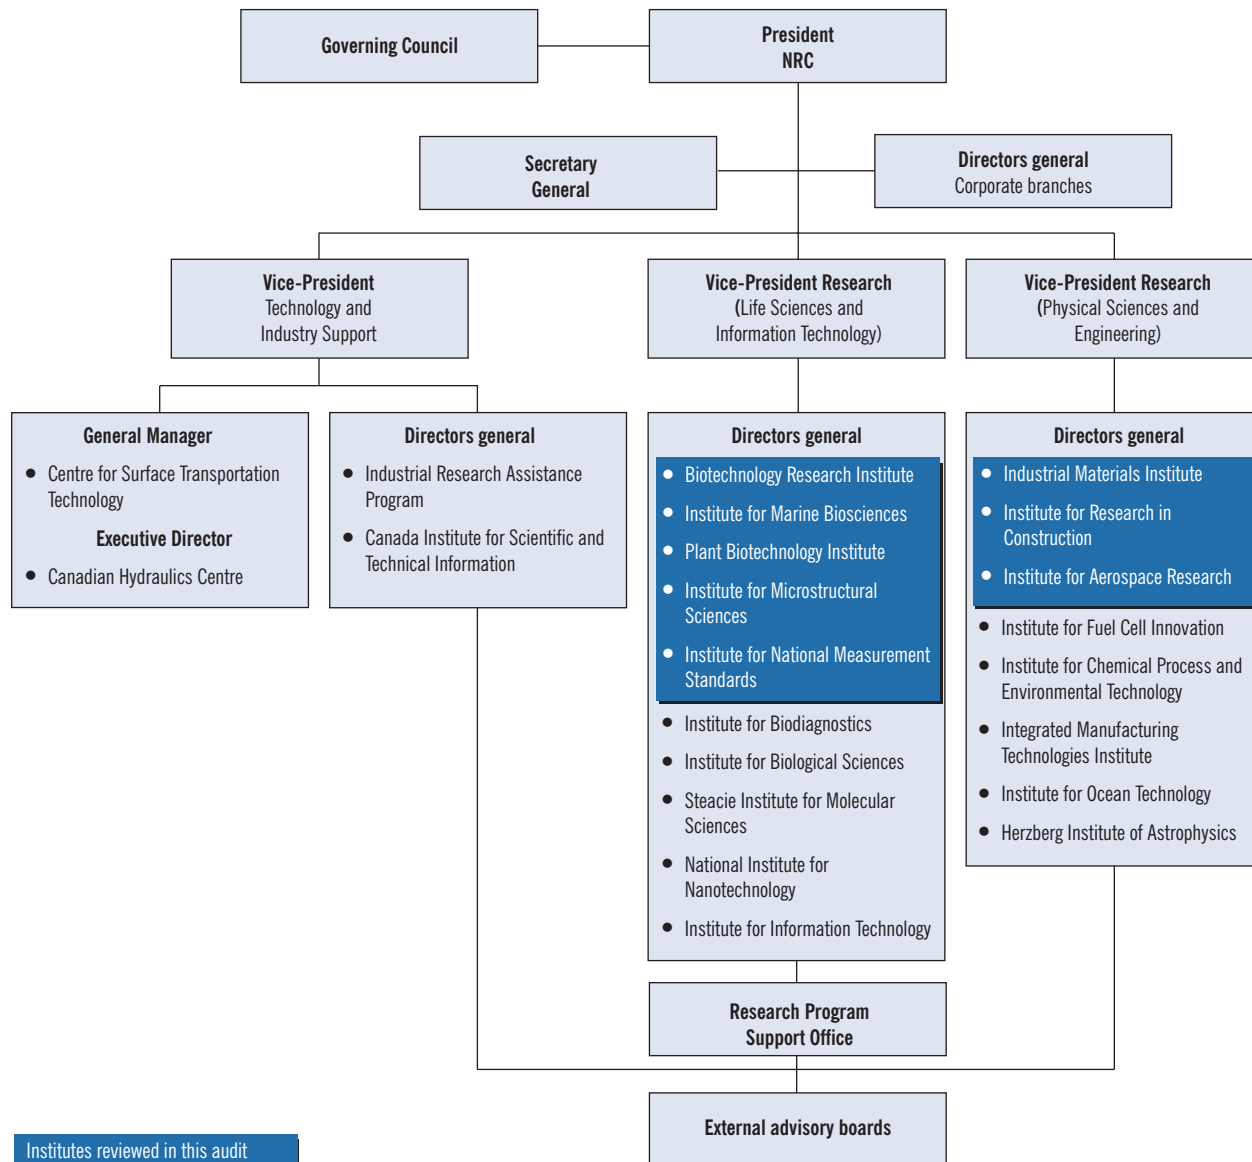 Governing Council
President
NRC
Secretary
General
Directors general
Corporate branches
Vice-President
Technology and
Industry Support
Vice-President Research
(Life Sciences and
Information Technology)
Vice-President Research
(Physical Sciences and
Engineering)
General Manager
• Centre for Surface Transportation
Technology
Executive Director
• Canadian Hydraulics Centre
Directors general
• Industrial Research Assistance
Program
• Canada Institute for Scientific and
Technical Information
Directors general
• Biotechnology Research Institute
• Institute for Marine Biosciences
• Plant Biotechnology Institute
• Institute for Microstructural
Sciences
• Institute for National Measurement
Standards
• Institute for Biodiagnostics
• Institute for Biological Sciences
• Steacie Institute for Molecular
Sciences
• National Institute for
Nanotechnology
• Institute for Information Technology
Directors general
• Industrial Materials Institute
• Institute for Research in
Construction
• Institute for Aerospace Research
• Institute for Fuel Cell Innovation
• Institute for Chemical Process and
Environmental Technology
• Integrated Manufacturing
Technologies Institute
• Institute for Ocean Technology
• Herzberg Institute of Astrophysics
Research Program
Support Office
External advisory boards
Institutes reviewed in this audit